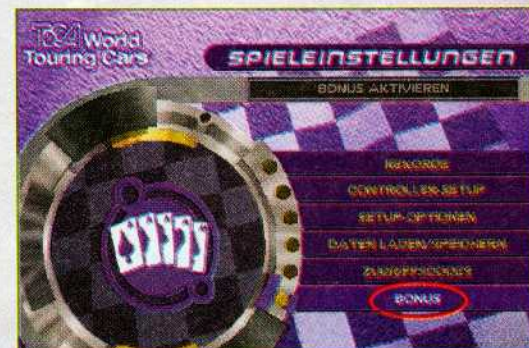 TOCA World
Touring Cars
SPIELEINSTELLUNGEN
BONUS AKTIVIEREN
REKORDE
CONTROLLER-SETUP
SETUP-OPTIONEN
DATEN LADEN/SPEICHERN
ZUGRIFFSCODES
BONUS